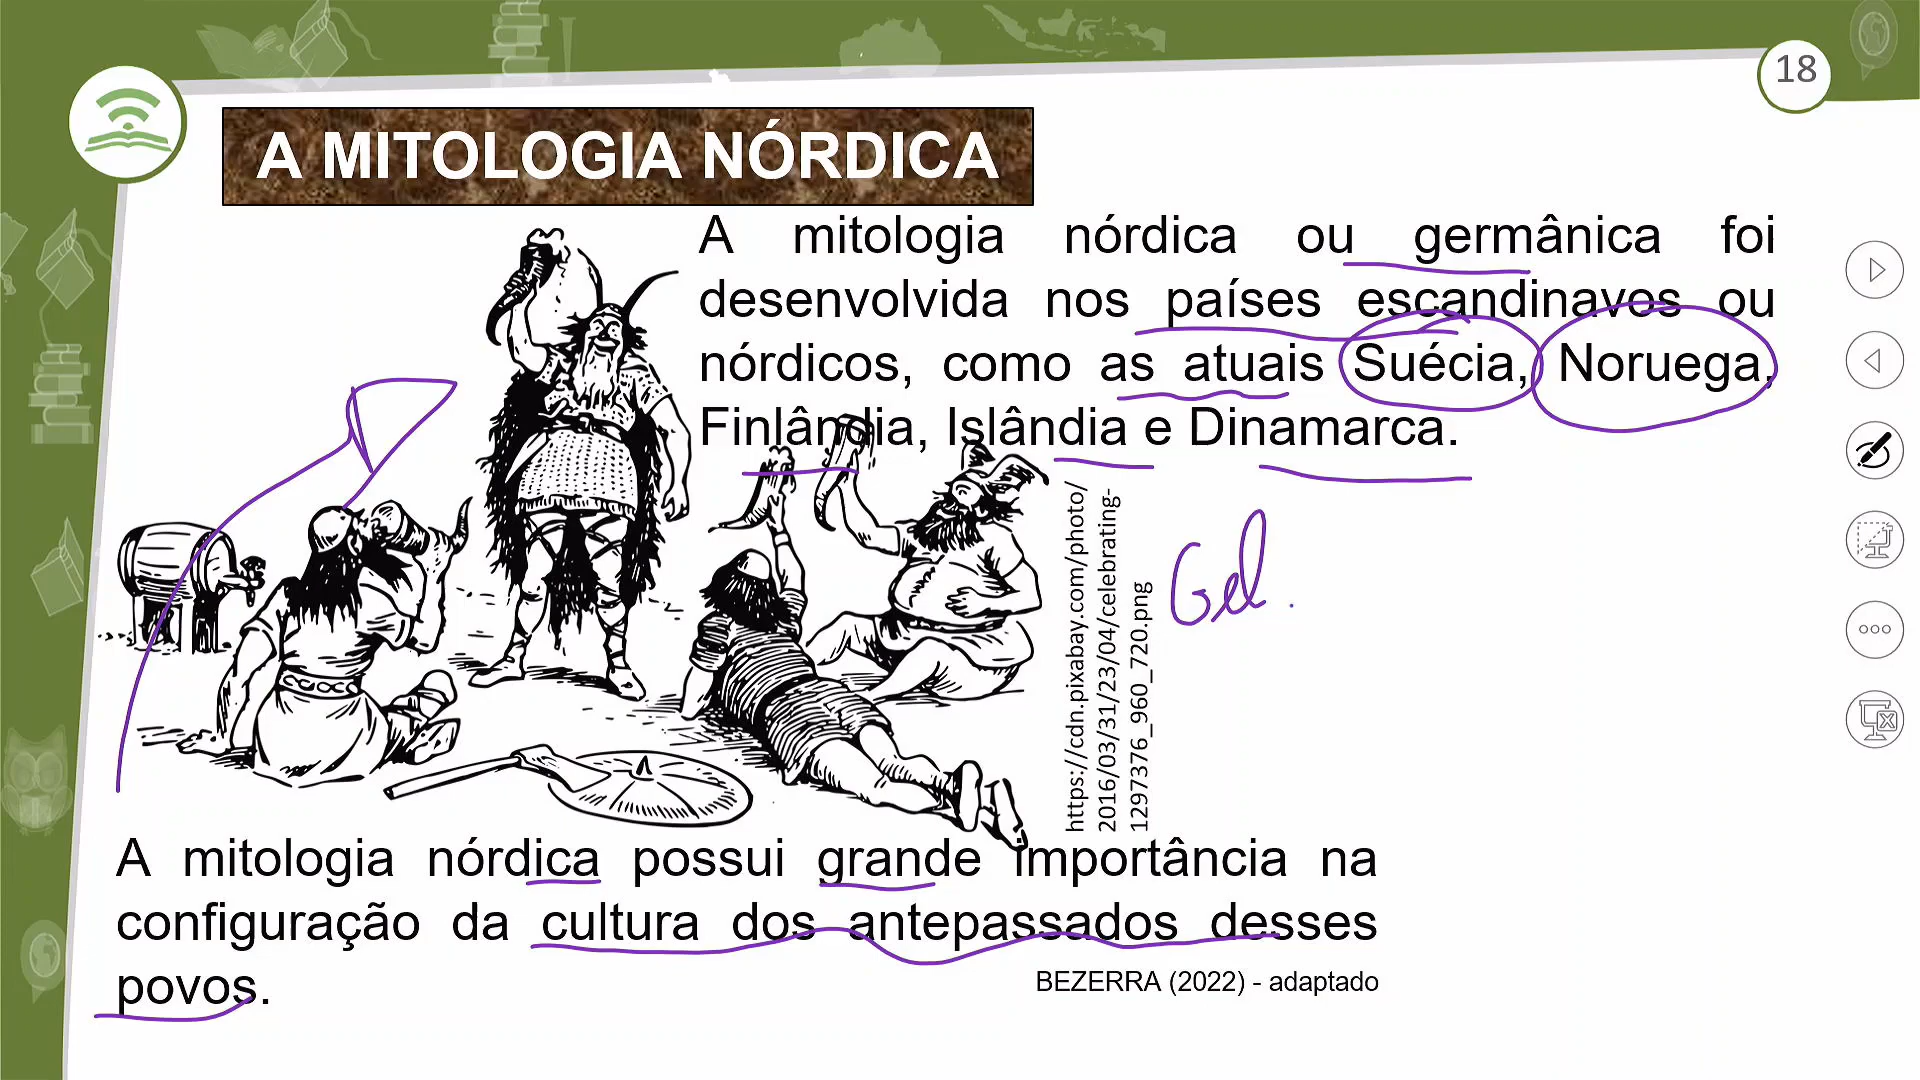 18
A MITOLOGIA NÓRDICA
A mitologia nórdica ou germânica foi
desenvolvida nos países escandinavos ou
nórdicos, como as atuais Suécia, Noruega,
Finlândia, Islândia e Dinamarca.
https://cdn.pixabay.com/photo/
2016/03/31/23/04/celebrating-
1297376_960_720.png
Gel.
A mitologia nórdica possui grande importância na
configuração da cultura dos antepassados desses
povos.
BEZERRA (2022) - adaptado